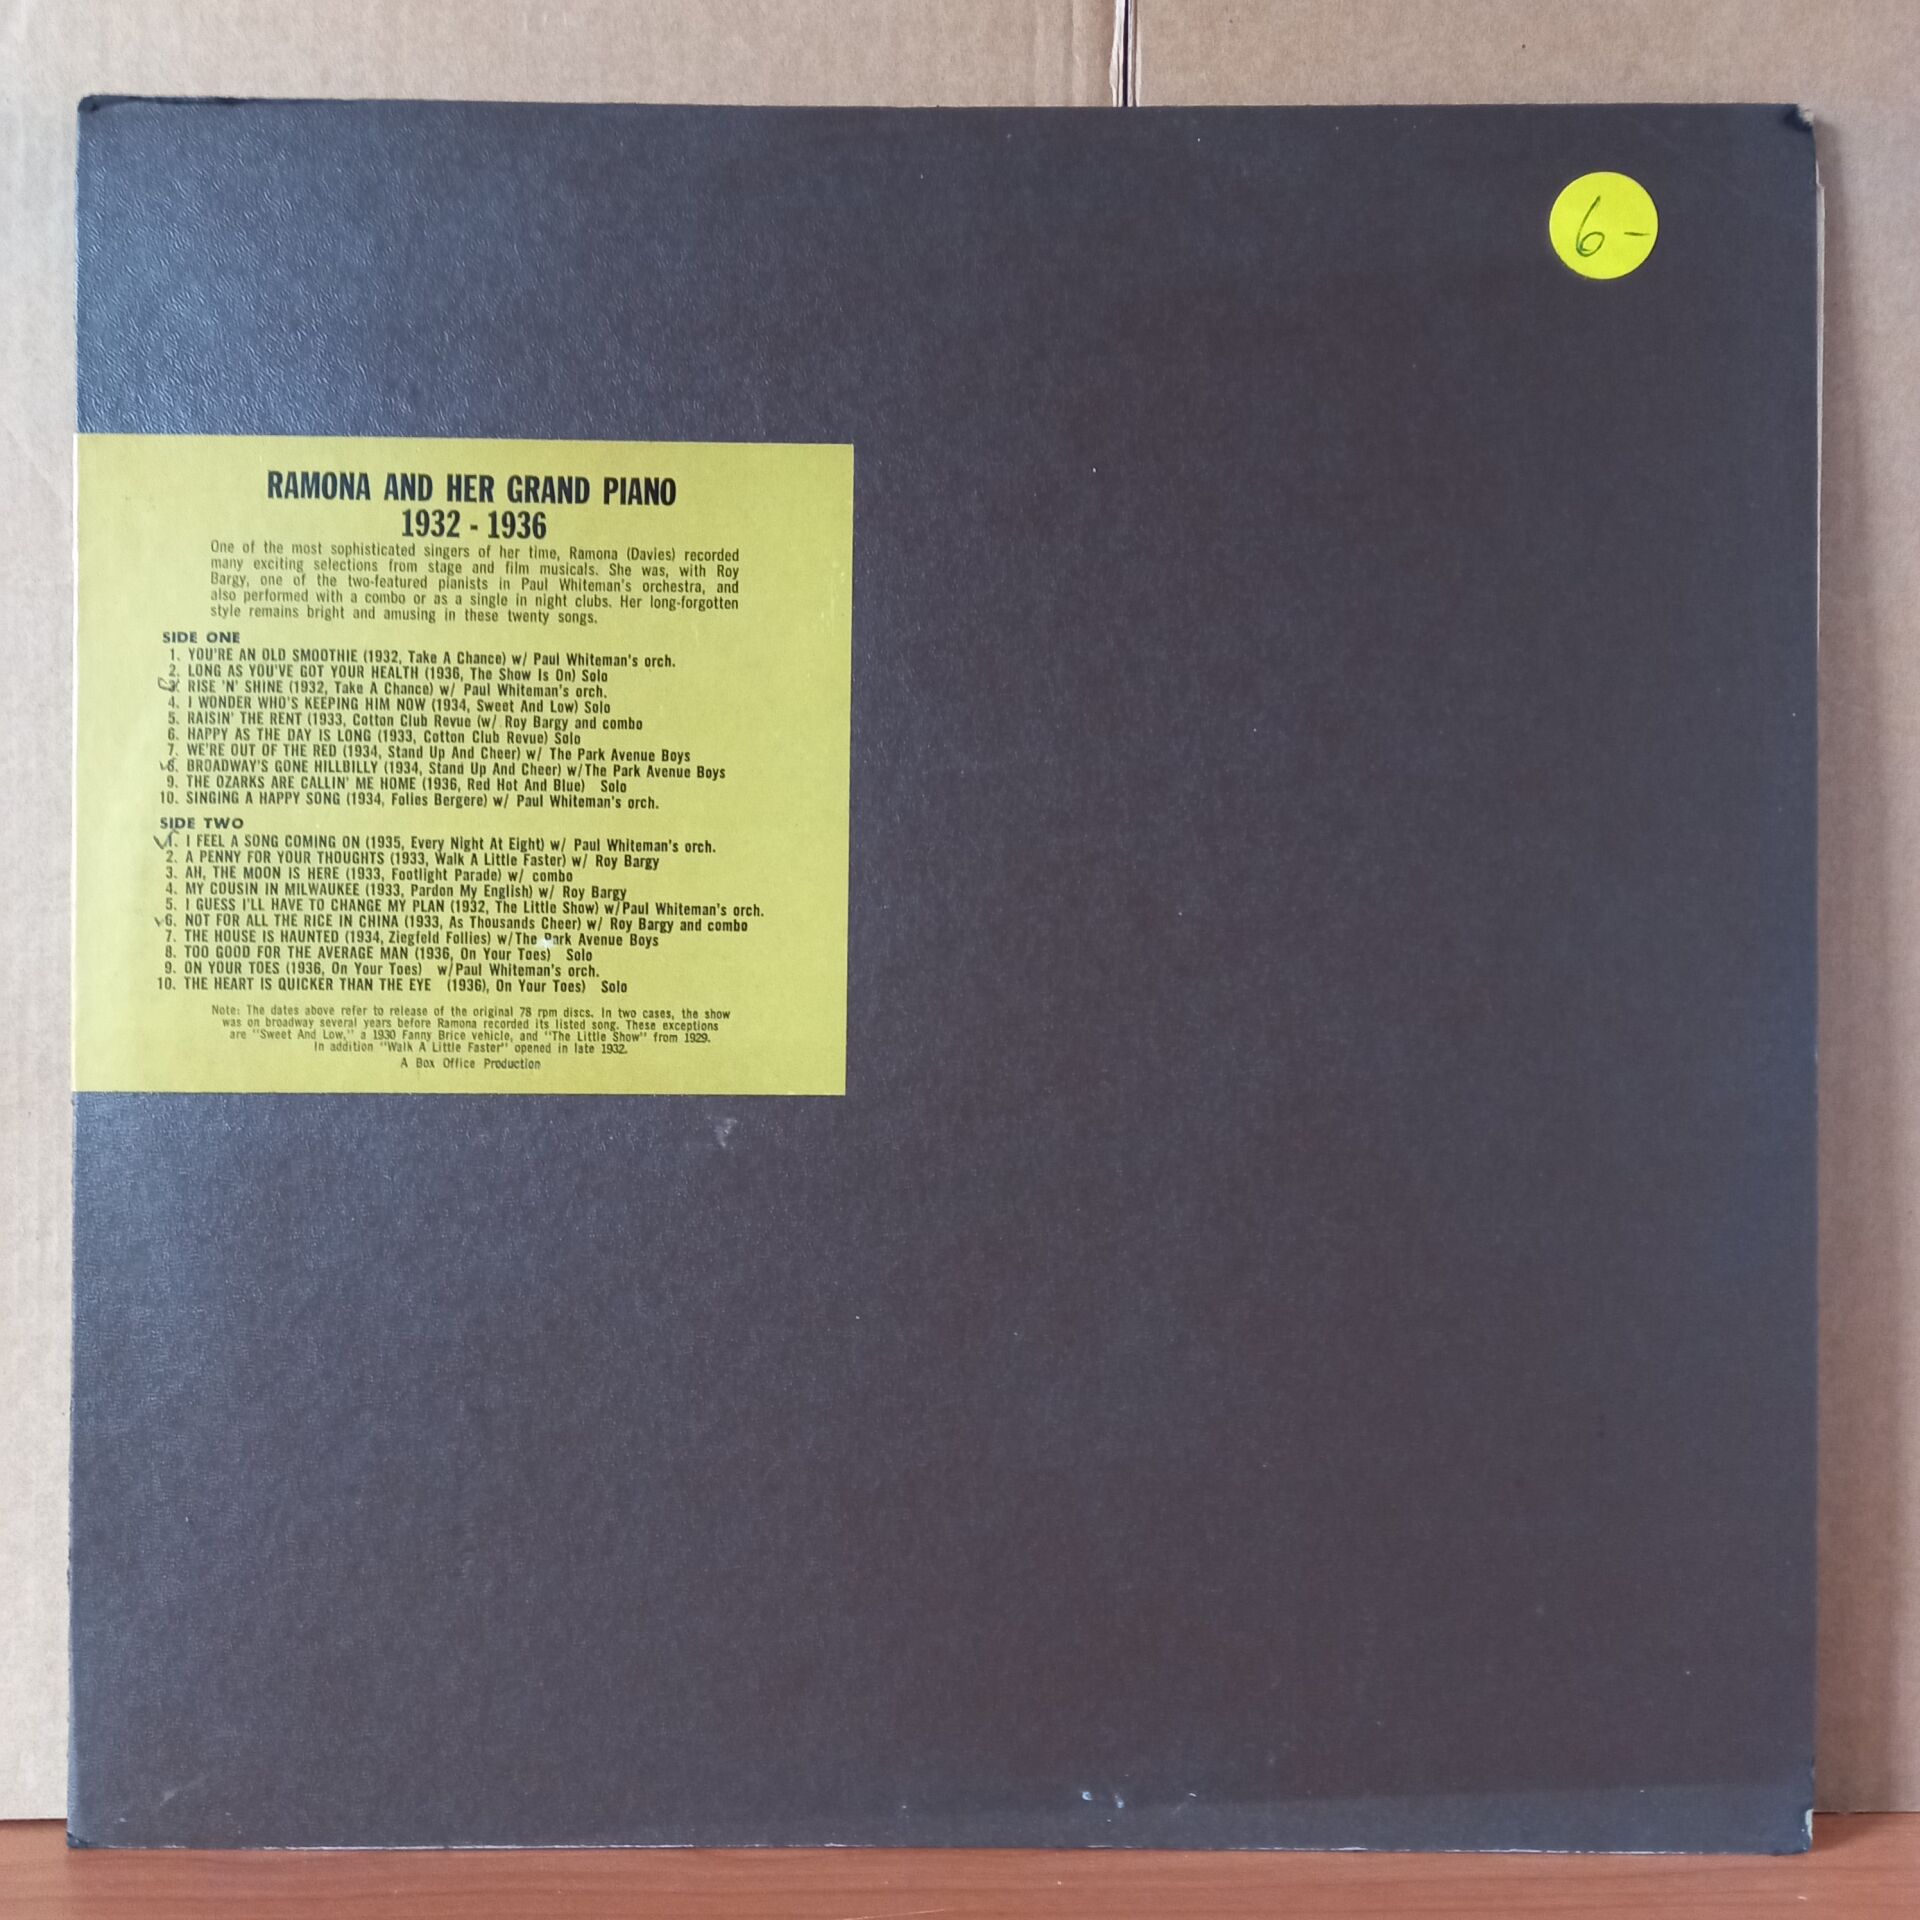 6-
RAMONA AND HER GRAND PIANO
1932 - 1936
One of the most sophisticated singers of her time, Ramona (Davies) recorded
many exciting selections from stage and film musicals. She was, with Roy
Bargy, one of the two-featured pianists in Paul Whiteman's orchestra, and
also performed with a combo or as a single in night clubs. Her long-forgotten
style remains bright and amusing in these twenty songs.
SIDE ONE
1. YOU'RE AN OLD SMOOTHIE (1932, Take A Chance) w/ Paul Whiteman's orch.
2. LONG AS YOU'VE GOT YOUR HEALTH (1936, The Show Is On) Solo
3. RISE 'N' SHINE (1932, Take A Chance) w/ Paul Whiteman's orch.
4. I WONDER WHO'S KEEPING HIM NOW (1934, Sweet And Low) Solo
5. RAISIN' THE RENT (1933, Cotton Club Revue (w/ Roy Bargy and combo
6. HAPPY AS THE DAY IS LONG (1933, Cotton Club Revue) Solo
7. WE'RE OUT OF THE RED (1934, Stand Up And Cheer) w/ The Park Avenue Boys
8. BROADWAY'S GONE HILLBILLY (1934, Stand Up And Cheer) w/The Park Avenue Boys
9. THE OZARKS ARE CALLIN' ME HOME (1936, Red Hot And Blue) Solo
10. SINGING A HAPPY SONG (1934, Folies Bergere) w/ Paul Whiteman's orch.
SIDE TWO
1. I FEEL A SONG COMING ON (1935, Every Night At Eight) w/ Paul Whiteman's orch.
2. A PENNY FOR YOUR THOUGHTS (1933, Walk A Little Faster) w/ Roy Bargy
3. AH, THE MOON IS HERE (1933, Footlight Parade) w/ combo
4. MY COUSIN IN MILWAUKEE (1933, Pardon My English) w/ Roy Bargy
5. I GUESS I'LL HAVE TO CHANGE MY PLAN (1932, The Little Show) w/Paul Whiteman's orch.
6. NOT FOR ALL THE RICE IN CHINA (1933, As Thousands Cheer) w/ Roy Bargy and combo
7. THE HOUSE IS HAUNTED (1934, Ziegfeld Follies) w/The Park Avenue Boys
8. TOO GOOD FOR THE AVERAGE MAN (1936, On Your Toes) Solo
9. ON YOUR TOES (1936, On Your Toes) w/Paul Whiteman's orch.
10. THE HEART IS QUICKER THAN THE EYE (1936), On Your Toes) Solo
Note: The dates above refer to release of the original 78 rpm discs. In two cases, the show
was on broadway several years before Ramona recorded its listed song. These exceptions
are "Sweet And Low," a 1930 Fanny Brice vehicle, and "The Little Show" from 1929.
In addition "Walk A Little Faster" opened in late 1932.
A Box Office Production